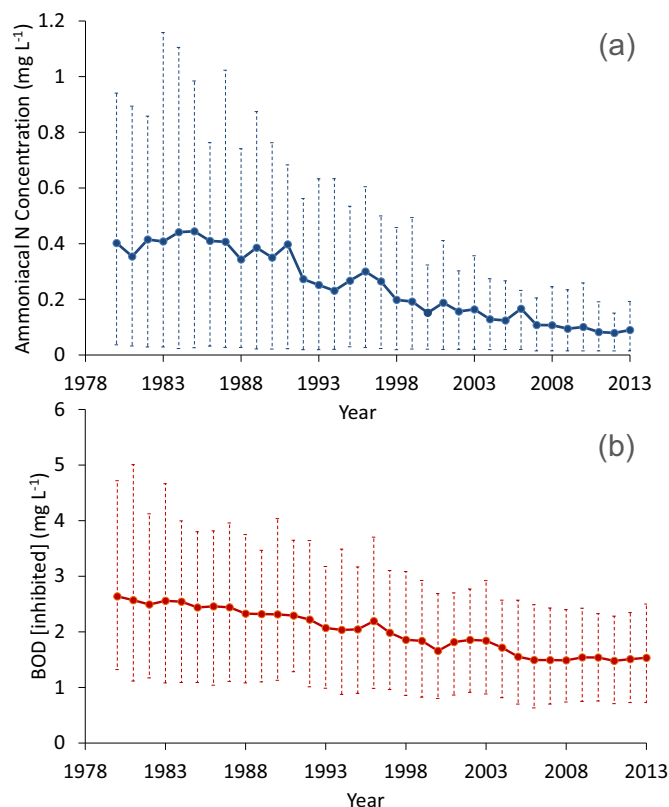 (a)
Ammoniacal N Concentration (mg L-1)
1.2
1
0.8
0.6
0.4
0.2
0
1978 1983 1988 1993 1998 2003 2008 2013
Year
(b)
BOD [inhibited] (mg L-1)
6
5
4
3
2
1
0
1978 1983 1988 1993 1998 2003 2008 2013
Year